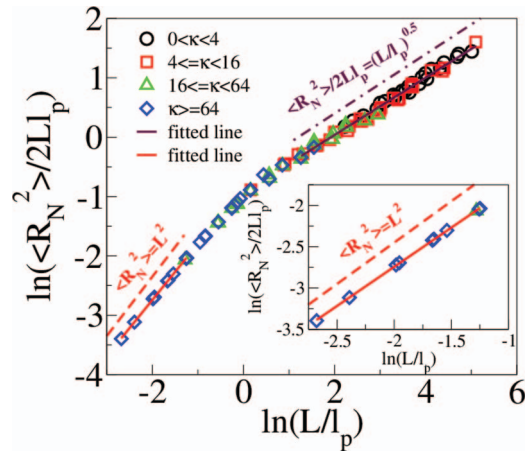 2
1
0
-1
-2
-3
-4
ln(<R_N^2>/2Ll_p)
0<κ<4
4<=κ<16
16<=κ<64
κ>=64
fitted line
fitted line
<R_N^2>/2Ll_p=(L/l_p)^0.5
<R_N^2>=L^2
-2
-2.5
-3
-3.5
ln(<R_N^2>/2Ll_p)
<R_N^2>=L^2
-2.5
-2
-1.5
-1
ln(L/l_p)
-2
0
2
4
6
ln(L/l_p)